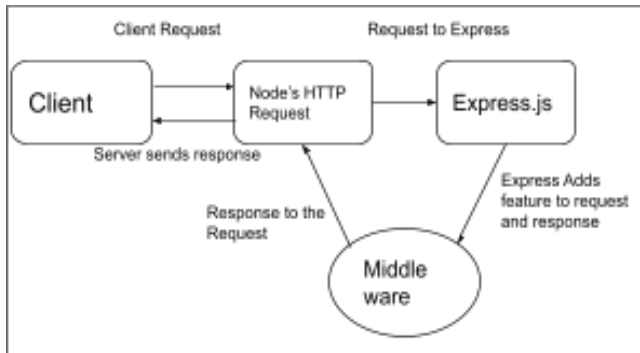 Client Request
Request to Express
Client
Node's HTTP
Request
Express.js
Server sends response
Express Adds
feature to request
and response
Response to the
Request
Middle
ware